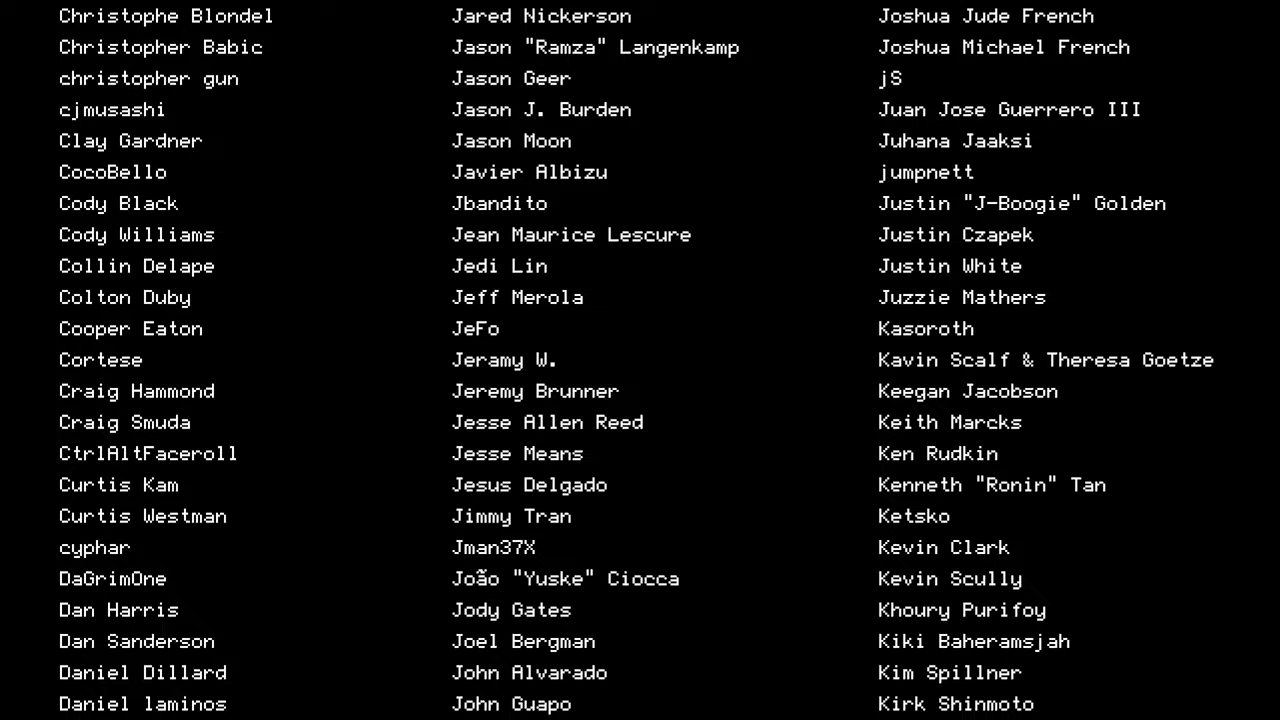 Christophe Blondel
Christopher Babic
christopher gun
cjmusashi
Clay Gardner
CocoBello
Cody Black
Cody Williams
Collin Delape
Colton Duby
Cooper Eaton
Cortese
Craig Hammond
Craig Smuda
CtrlAltFaceroll
Curtis Kam
Curtis Westman
cyphar
DaGrimOne
Dan Harris
Dan Sanderson
Daniel Dillard
Daniel laminos
Jared Nickerson
Jason "Ramza" Langenkamp
Jason Geer
Jason J. Burden
Jason Moon
Javier Albizu
Jbandito
Jean Maurice Lescure
Jedi Lin
Jeff Merola
JeFo
Jeramy W.
Jeremy Brunner
Jesse Allen Reed
Jesse Means
Jesus Delgado
Jimmy Tran
Jman37X
João "Yuske" Ciocca
Jody Gates
Joel Bergman
John Alvarado
John Guapo
Joshua Jude French
Joshua Michael French
jS
Juan Jose Guerrero III
Juhana Jaaksi
jumpnett
Justin "J-Boogie" Golden
Justin Czapek
Justin White
Juzzie Mathers
Kasoroth
Kavin Scalf & Theresa Goetze
Keegan Jacobson
Keith Marcks
Ken Rudkin
Kenneth "Ronin" Tan
Ketsko
Kevin Clark
Kevin Scully
Khoury Purifoy
Kiki Baheramsjah
Kim Spillner
Kirk Shinmoto